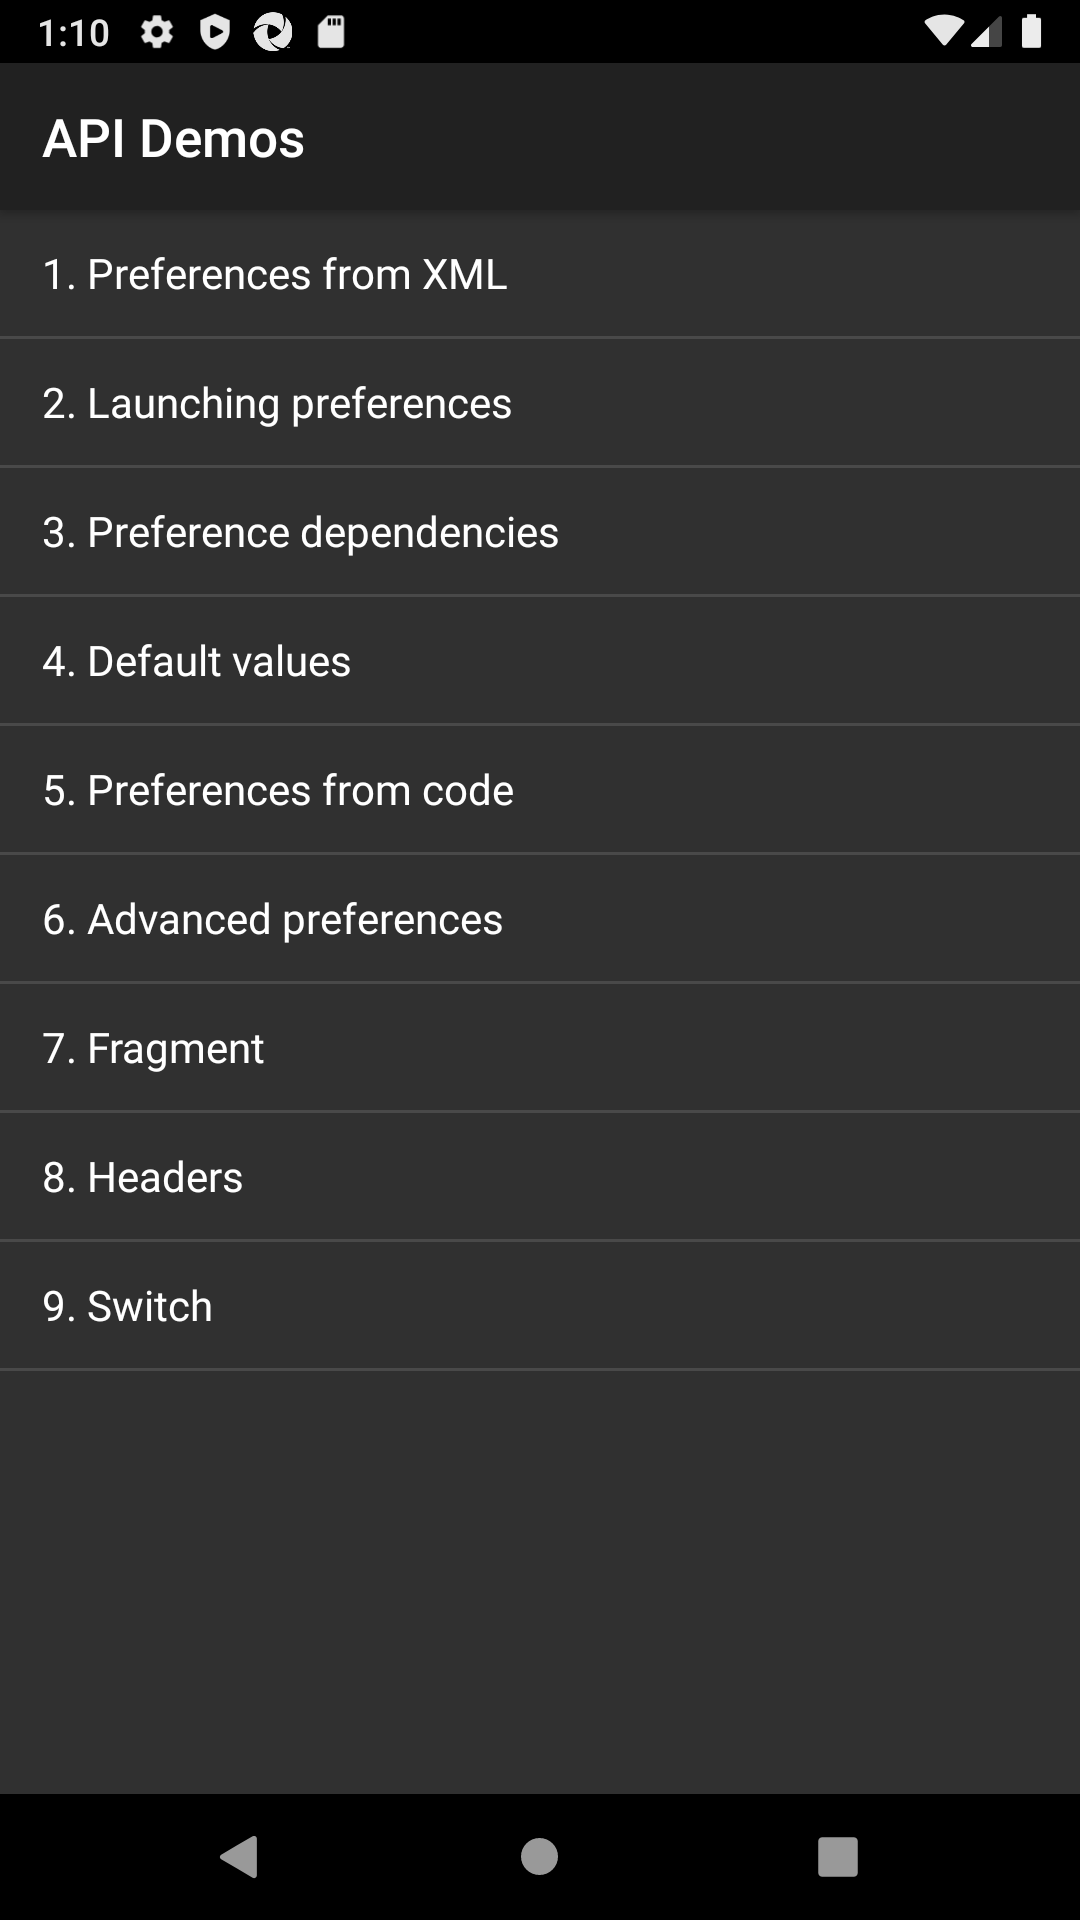 1:10
API Demos
1. Preferences from XML
2. Launching preferences
3. Preference dependencies
4. Default values
5. Preferences from code
6. Advanced preferences
7. Fragment
8. Headers
9. Switch